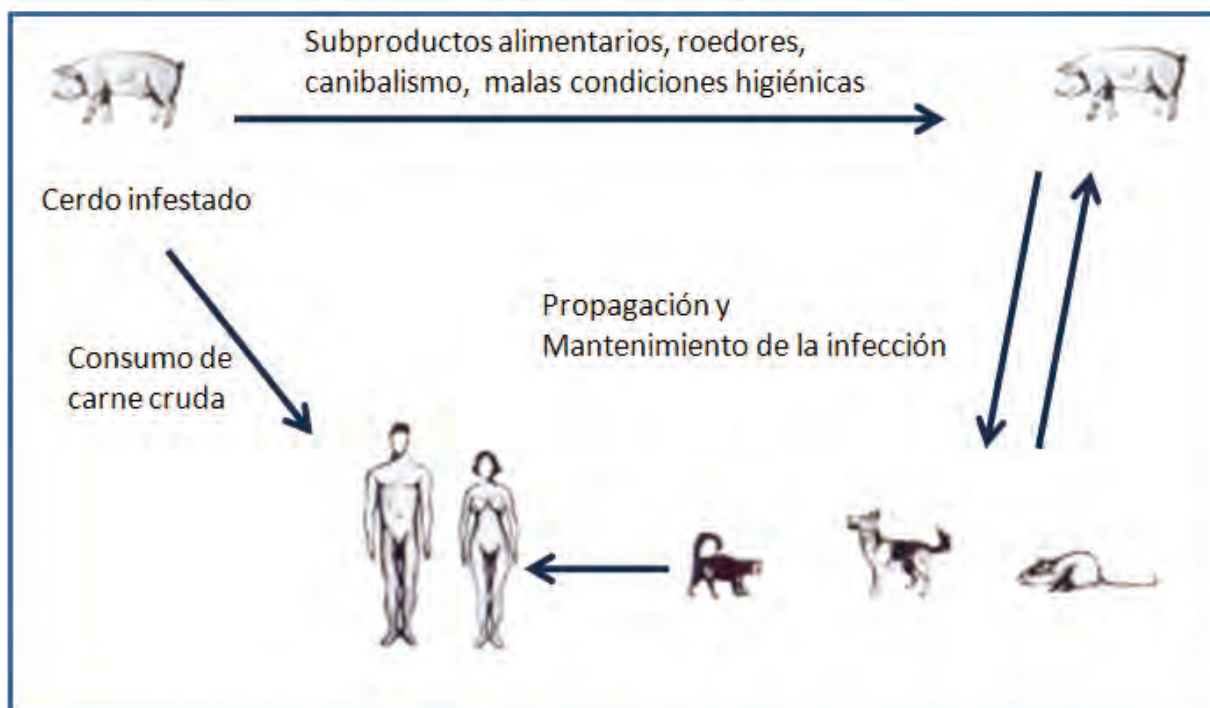 Subproductos alimentarios, roedores,
canibalismo, malas condiciones higiénicas
Cerdo infestado
Propagación y
Mantenimiento de la infección
Consumo de
carne cruda